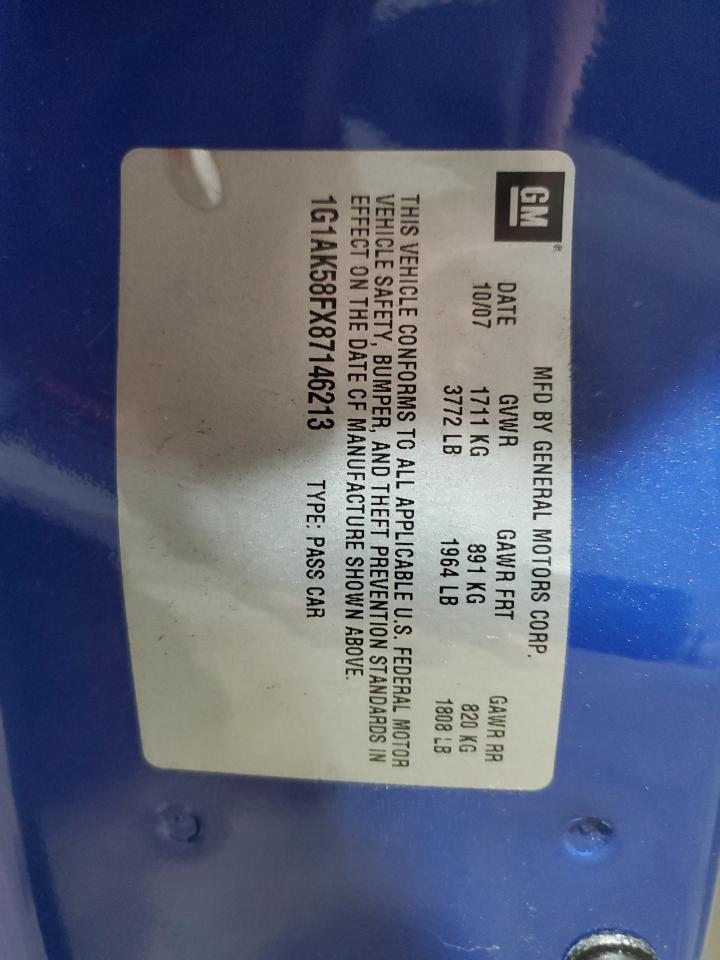 GM ®
MFD BY GENERAL MOTORS CORP.
DATE GVWR GAWR FRT GAWR RR
10/07 1711 KG 891 KG 820 KG
3772 LB 1964 LB 1808 LB
THIS VEHICLE CONFORMS TO ALL APPLICABLE U.S. FEDERAL MOTOR
VEHICLE SAFETY, BUMPER, AND THEFT PREVENTION STANDARDS IN
EFFECT ON THE DATE OF MANUFACTURE SHOWN ABOVE.
1G1AK58FX87146213 TYPE: PASS CAR